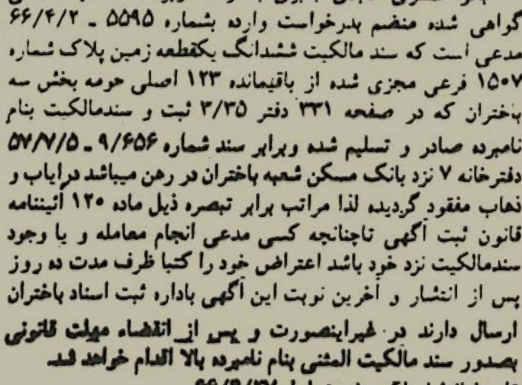 گواهی شده منضم بدرخواست وارده بشماره ۵۵۹۵ ـ ۶۶/۴/۲
مدعی است که سند مالکیت ششدانگ یکقطعه زمین پلاک شماره
۱۵۰۷ فرعی مجزی شده از باقیمانده ۱۲۳ اصلی حومه بخش سه
باختران که در صفحه ۳۳۱ دفتر ۳/۳۵ ثبت و سندمالکیت بنام
نامبرده صادر و تسلیم شده وبرابر سند شماره ۹/۶۵۶ ـ ۵۷/۷/۵
دفترخانه ۷ نزد بانک مسکن شعبه باختران در رهن میباشد درایاب و
ذهاب مفقود گردیده لذا مراتب برابر تبصره ذیل ماده ۱۲۰ آئیننامه
قانون ثبت آگهی تاچنانچه کسی مدعی انجام معامله و یا وجود
سندمالکیت نزد خود باشد اعتراض خود را کتبا ظرف مدت ده روز
پس از انتشار و آخرین نوبت این آگهی باداره ثبت اسناد باختران
ارسال دارند در غیراینصورت و پس از انقضاء مهلت قانونی
بصدور سند مالکیت المثنی بنام نامبرده بالا اقدام خواهد شد.